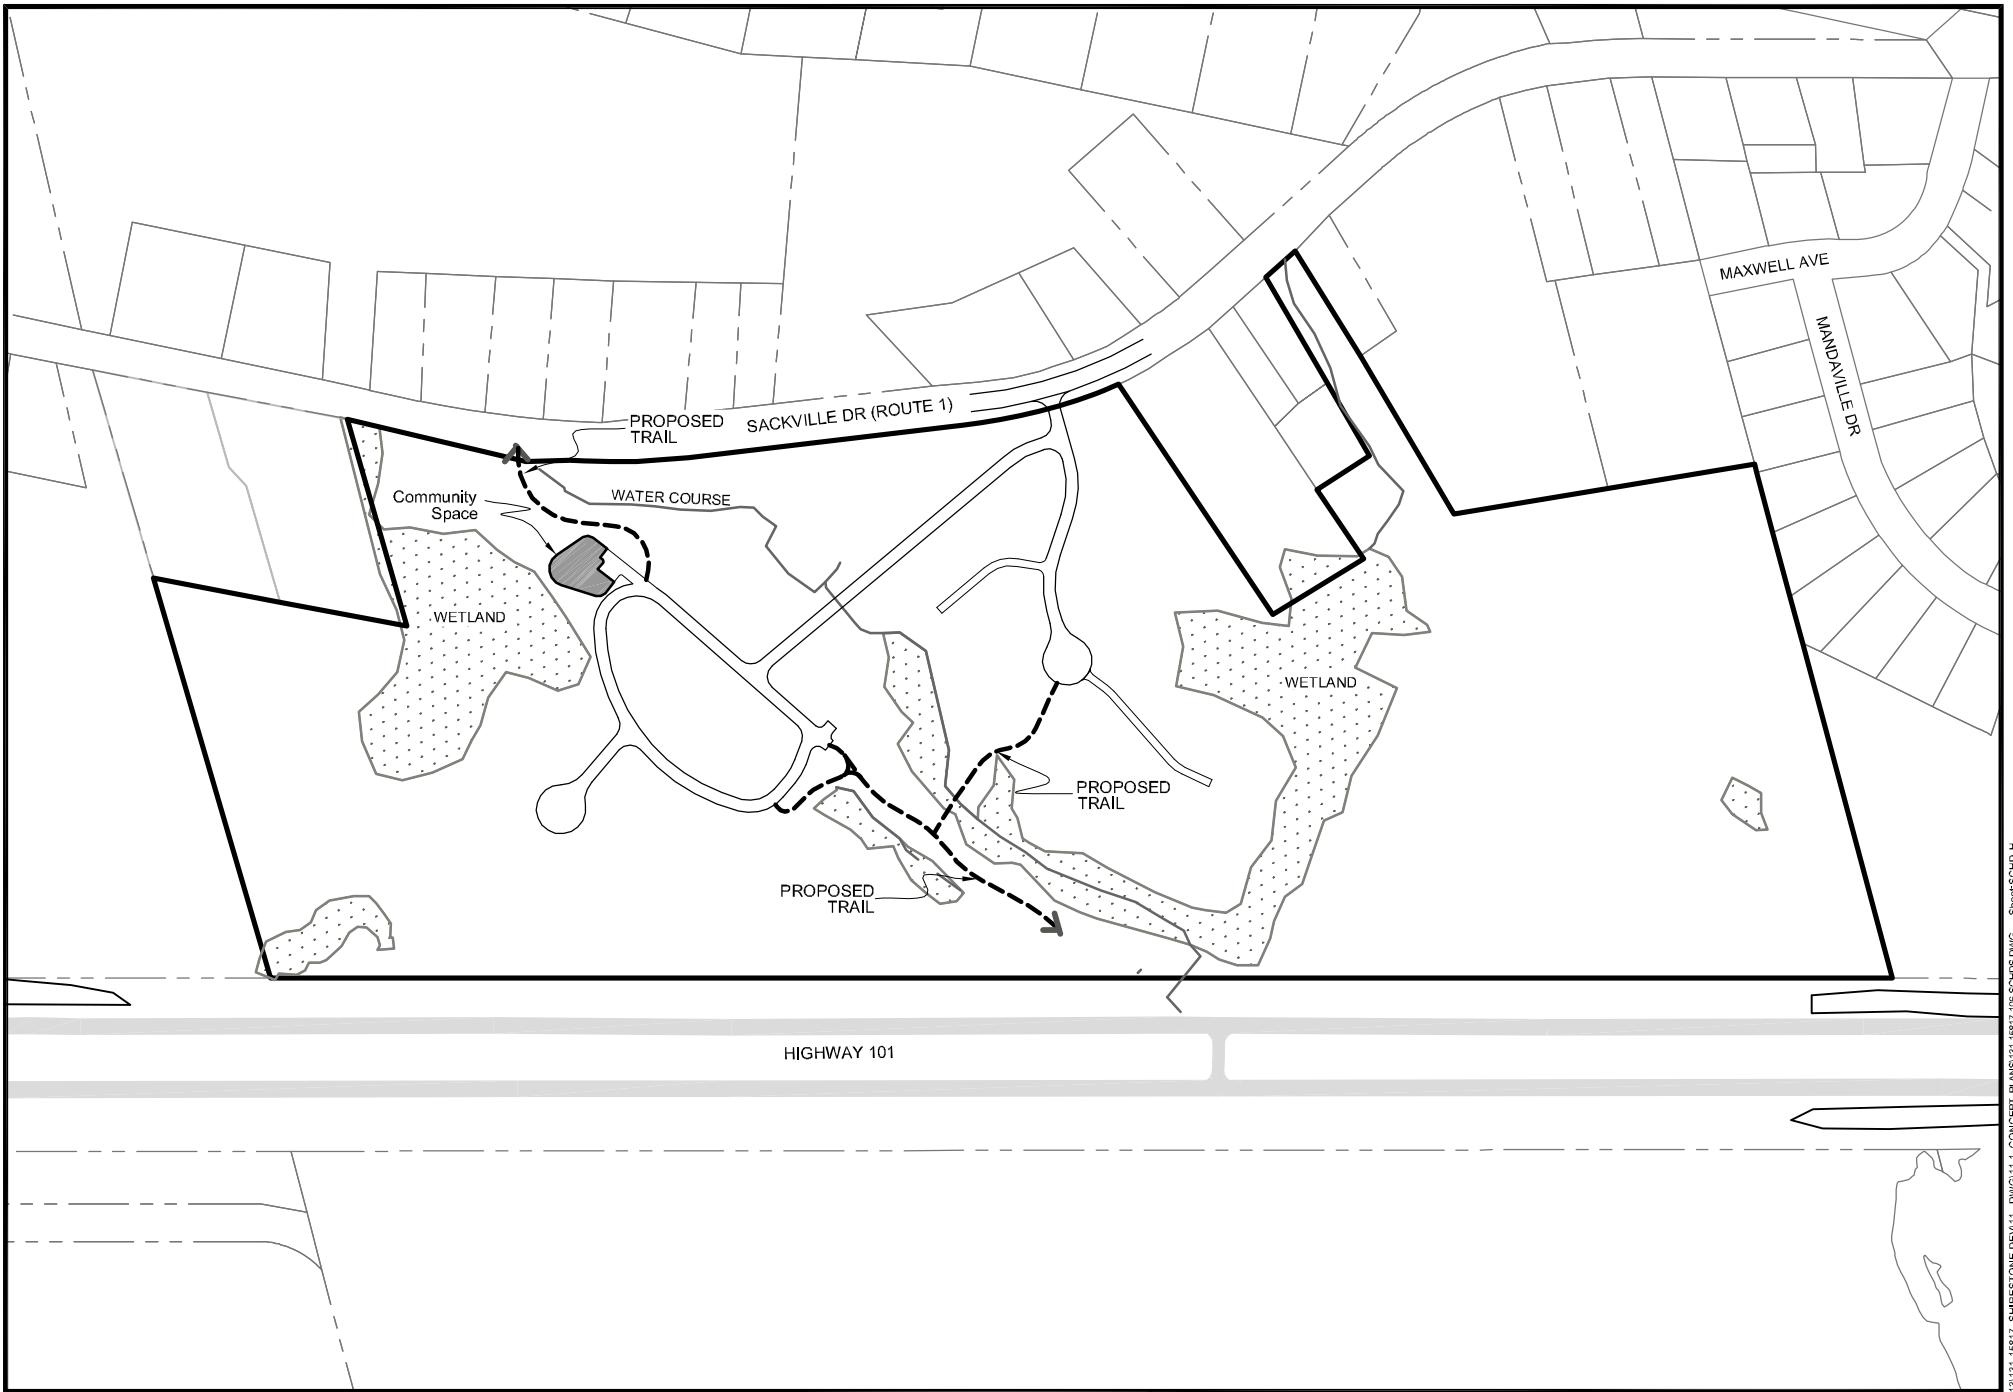 MAXWELL AVE
MANDAVILLE DR
SACKVILLE DR (ROUTE 1)
PROPOSED
TRAIL
Community
Space
WATER COURSE
WETLAND
WETLAND
PROPOSED
TRAIL
PROPOSED
TRAIL
HIGHWAY 101